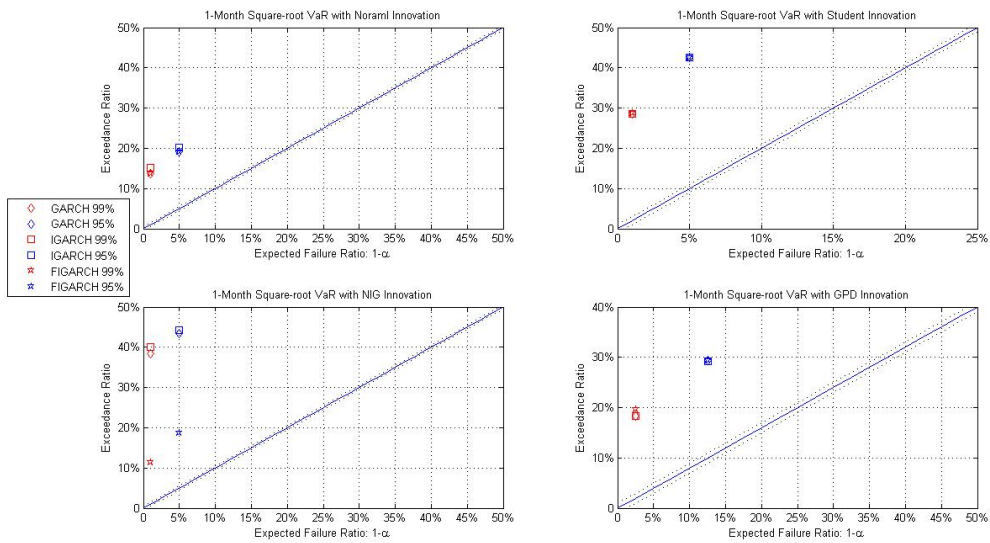 1-Month Square-root VaR with Noraml Innovation
50%
40%
30%
20%
10%
0
0 5% 10% 15% 20% 25% 30% 35% 40% 45% 50%
Exceedance Ratio
Expected Failure Ratio: 1-α
1-Month Square-root VaR with Student Innovation
50%
40%
30%
20%
10%
0
0 5% 10% 15% 20% 25%
Exceedance Ratio
Expected Failure Ratio: 1-α
GARCH 99%
GARCH 95%
IGARCH 99%
IGARCH 95%
FIGARCH 99%
FIGARCH 95%
1-Month Square-root VaR with NIG Innovation
50%
40%
30%
20%
10%
0
0 5% 10% 15% 20% 25% 30% 35% 40% 45% 50%
Exceedance Ratio
Expected Failure Ratio: 1-α
1-Month Square-root VaR with GPD Innovation
40%
30%
20%
10%
0
0 5% 10% 15% 20% 25% 30% 35% 40% 45% 50%
Exceedance Ratio
Expected Failure Ratio: 1-α